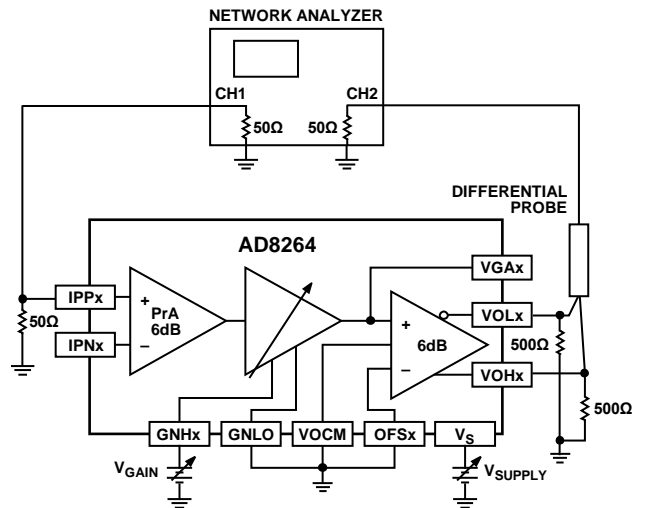 NETWORK ANALYZER
CH1
CH2
50Ω
50Ω
DIFFERENTIAL
PROBE
AD8264
VGAx
IPPx
PrA
6dB
+
−
+
−
6dB
VOLx
50Ω
IPNx
500Ω
VOHx
500Ω
GNHx
GNLO
VOCM
OFSx
VS
VGAIN
VSUPPLY